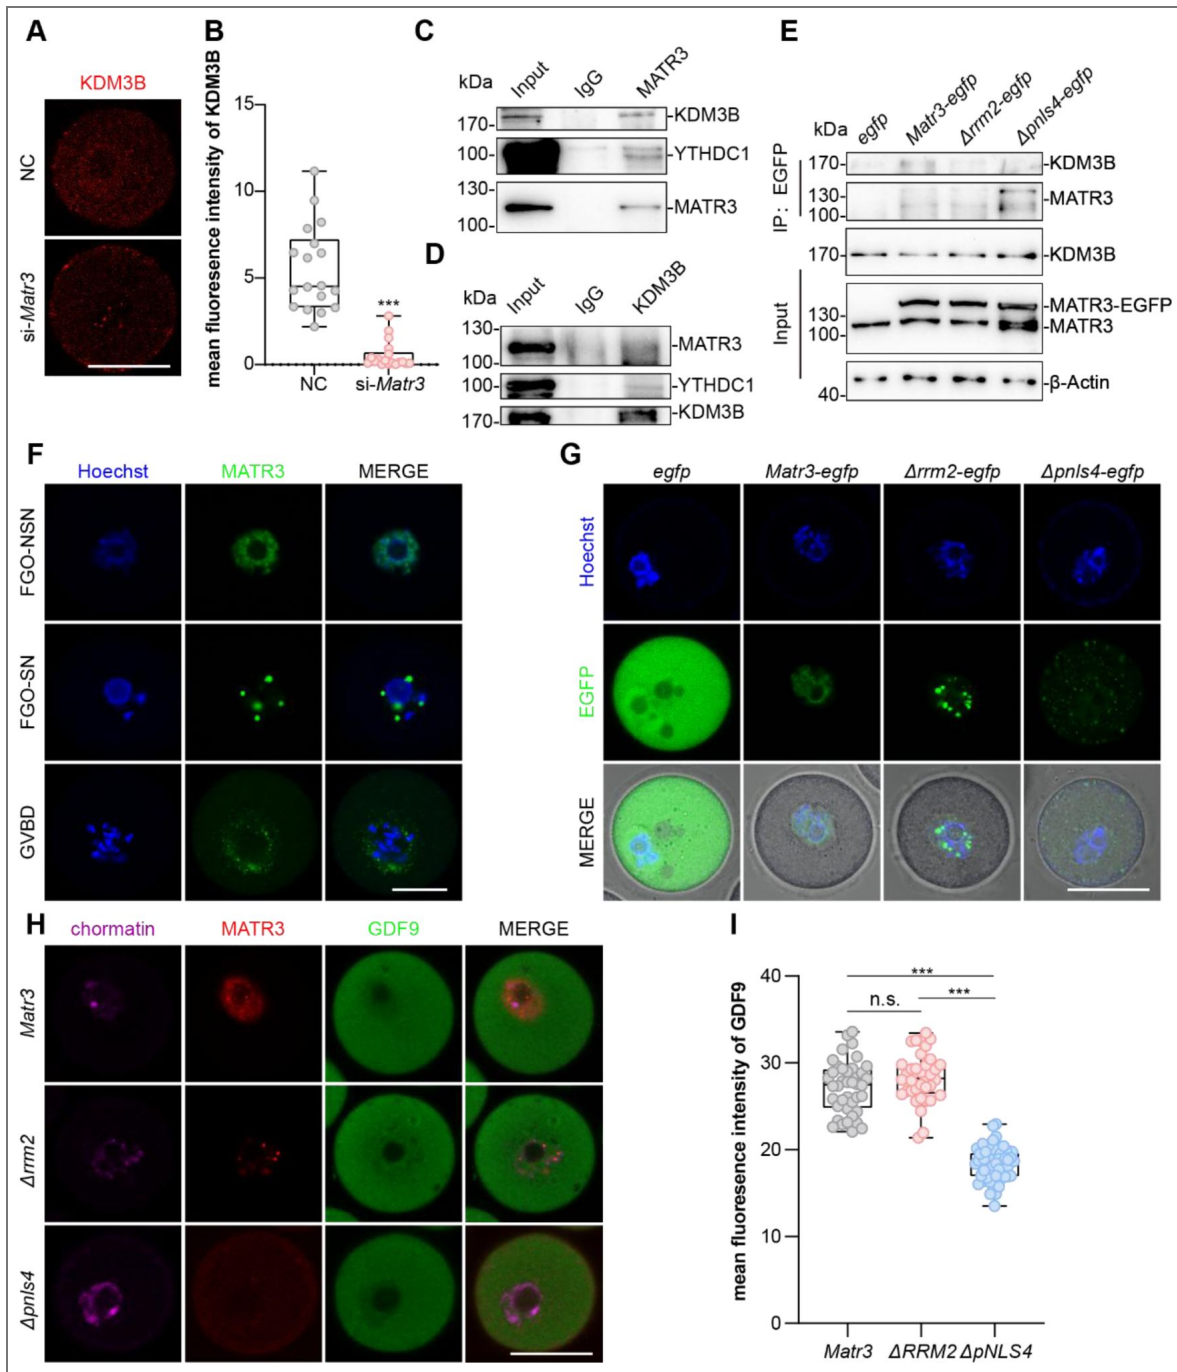 A
KDM3B
NC
si-Matr3
B
mean fluoresence intensity of KDM3B
15
10
5
0
***
NC
si-Matr3
C
kDa
Input
IgG
MATR3
170-
-KDM3B
100-
-YTHDC1
100-
-MATR3
D
kDa
Input
IgG
KDM3B
130-
-MATR3
100-
100-
-YTHDC1
170-
-KDM3B
E
kDa
egfp
Matr3-egfp
Δrrm2-egfp
Δpnls4-egfp
IP: EGFP
170-
-KDM3B
130-
-MATR3
100-
Input
170-
-KDM3B
130-
-MATR3-EGFP
100-
-MATR3
-β-Actin
40-
F
Hoechst
MATR3
MERGE
FGO-NSN
FGO-SN
GVBD
G
egfp
Matr3-egfp
Δrrm2-egfp
Δpnls4-egfp
Hoechst
EGFP
MERGE
H
chormatin
MATR3
GDF9
MERGE
Matr3
Δrrm2
Δpnls4
I
mean fluoresence intensity of GDF9
40
30
20
10
0
***
n.s.
***
Matr3
ΔRRM2
ΔpNLS4